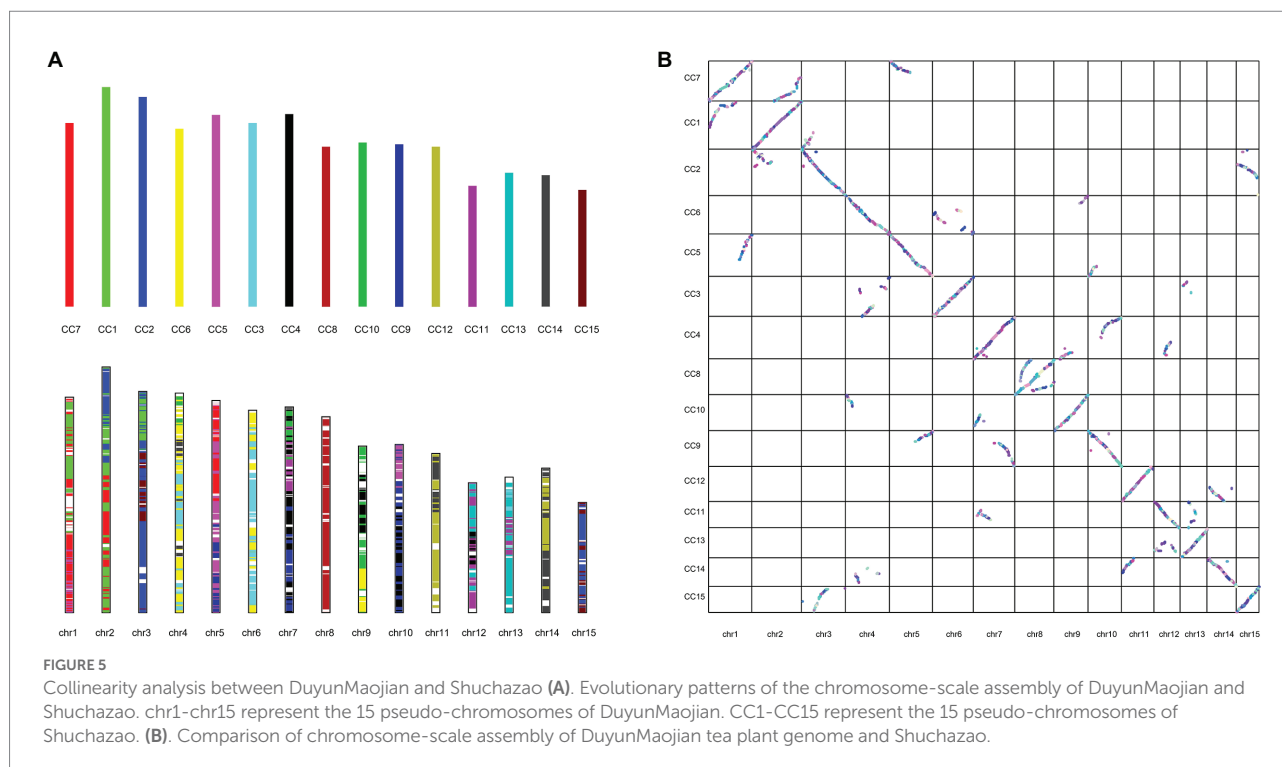 A
CC7 CC1 CC2 CC6 CC5 CC3 CC4 CC8 CC10 CC9 CC12 CC11 CC13 CC14 CC15
chr1 chr2 chr3 chr4 chr5 chr6 chr7 chr8 chr9 chr10 chr11 chr12 chr13 chr14 chr15
B
CC7
CC1
CC2
CC6
CC5
CC3
CC4
CC8
CC10
CC9
CC12
CC11
CC13
CC14
CC15
chr1 chr2 chr3 chr4 chr5 chr6 chr7 chr8 chr9 chr10 chr11 chr12 chr13 chr14 chr15
FIGURE 5
Collinearity analysis between DuyunMaojian and Shuchazao (A). Evolutionary patterns of the chromosome-scale assembly of DuyunMaojian and
Shuchazao. chr1-chr15 represent the 15 pseudo-chromosomes of DuyunMaojian. CC1-CC15 represent the 15 pseudo-chromosomes of
Shuchazao. (B). Comparison of chromosome-scale assembly of DuyunMaojian tea plant genome and Shuchazao.